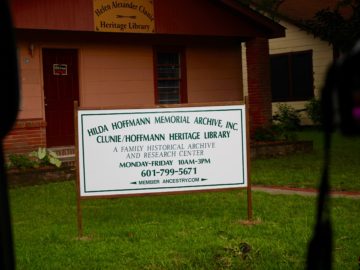 Helen Alexander Clunie
Heritage Library
HILDA HOFFMANN MEMORIAL ARCHIVE, INC.
CLUNIE/HOFFMANN HERITAGE LIBRARY
A FAMILY HISTORICAL ARCHIVE
AND RESEARCH CENTER
MONDAY-FRIDAY 10AM-3PM
601-799-5671
MEMBER ANCESTRY.COM